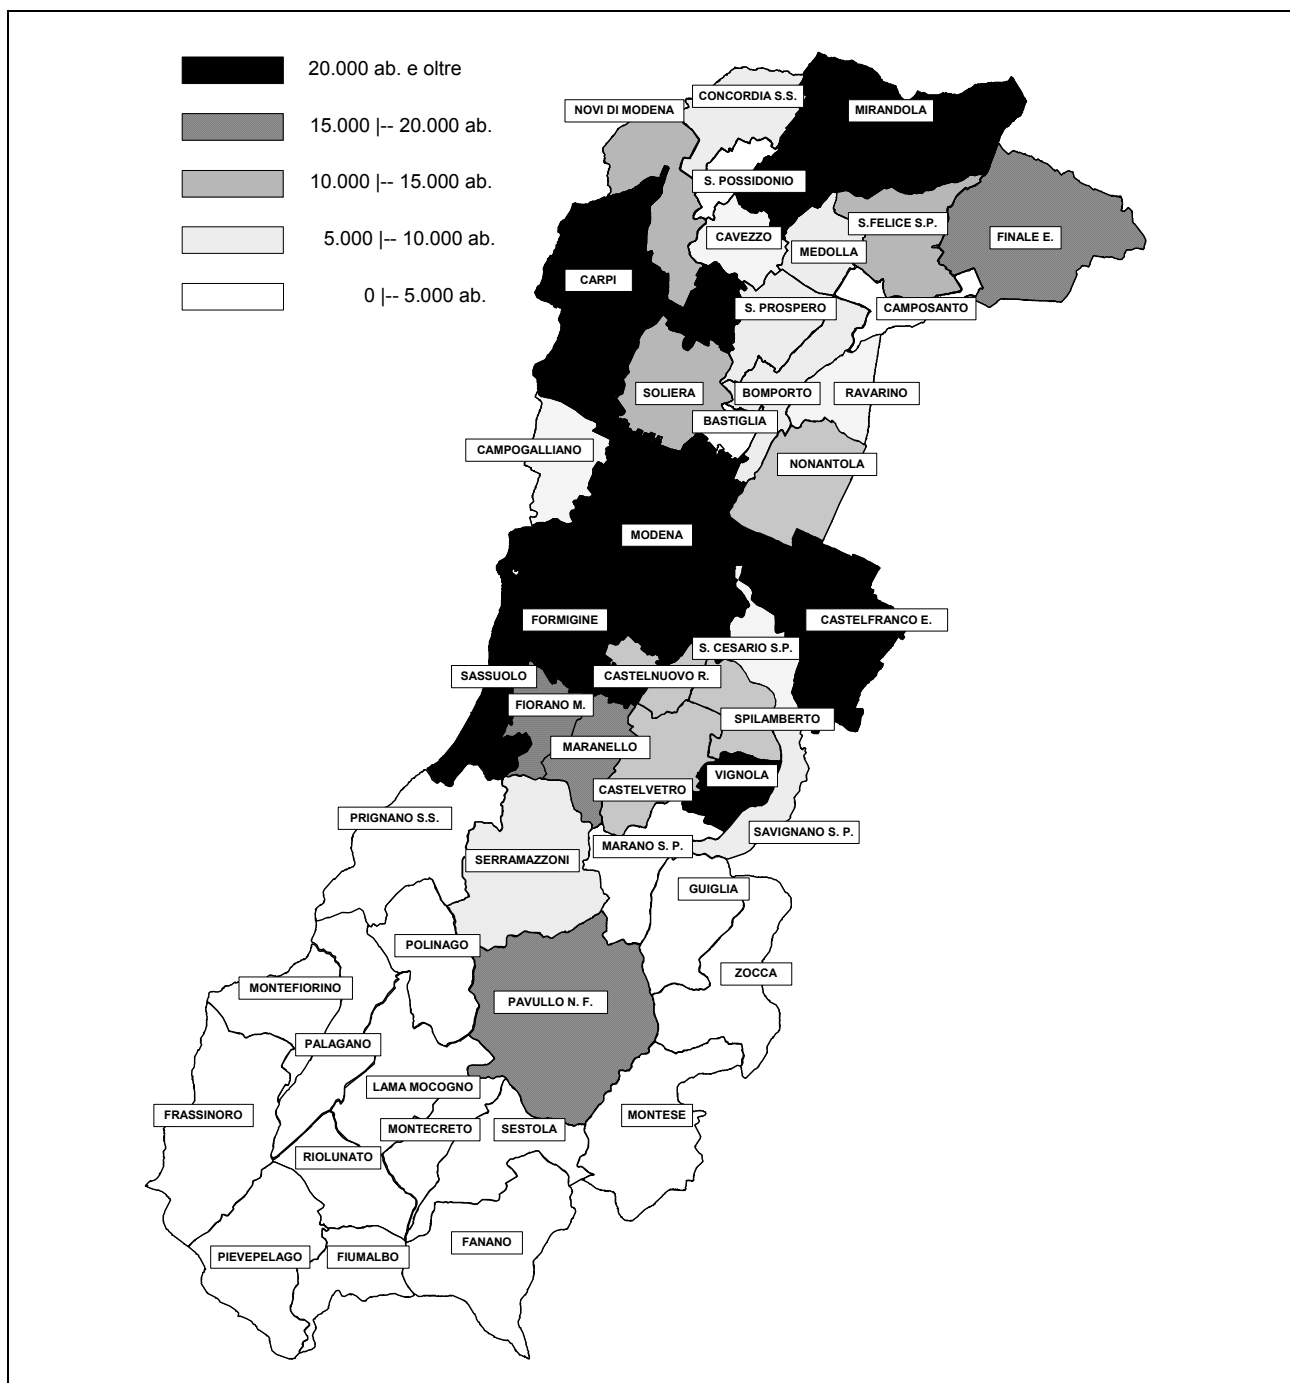 20.000 ab. e oltre
15.000 |-- 20.000 ab.
10.000 |-- 15.000 ab.
5.000 |-- 10.000 ab.
0 |-- 5.000 ab.
CONCORDIA S.S.
NOVI DI MODENA
MIRANDOLA
S. POSSIDONIO
S.FELICE S.P.
CAVEZZO
FINALE E.
MEDOLLA
CARPI
S. PROSPERO
CAMPOSANTO
SOLIERA
BOMPORTO
RAVARINO
BASTIGLIA
CAMPOGALLIANO
NONANTOLA
MODENA
FORMIGINE
CASTELFRANCO E.
S. CESARIO S.P.
SASSUOLO
CASTELNUOVO R.
FIORANO M.
SPILAMBERTO
MARANELLO
VIGNOLA
CASTELVETRO
PRIGNANO S.S.
SAVIGNANO S. P.
MARANO S. P.
SERRAMAZZONI
GUIGLIA
POLINAGO
ZOCCA
MONTEFIORINO
PAVULLO N. F.
PALAGANO
LAMA MOCOGNO
FRASSINORO
MONTESE
MONTECRETO
SESTOLA
RIOLUNATO
FANANO
PIEVEPELAGO
FIUMALBO